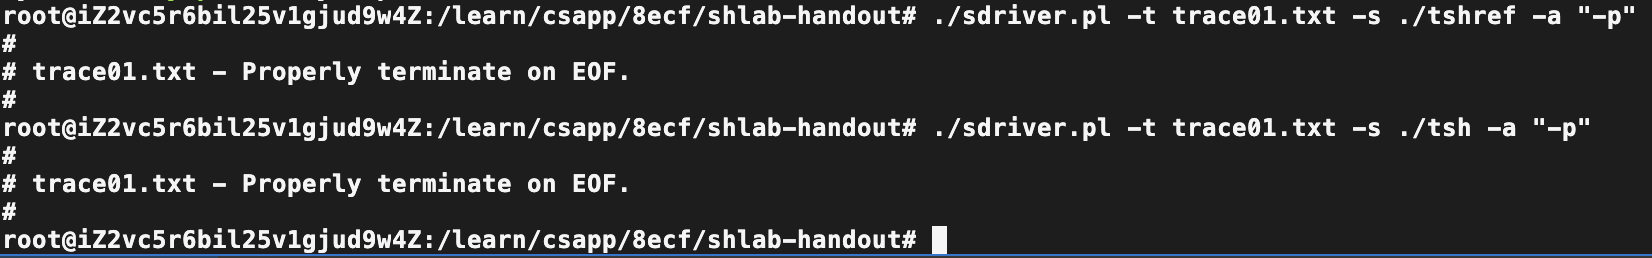 root@iZ2vc5r6bil25v1gjud9w4Z:/learn/csapp/8ecf/shlab-handout# ./sdriver.pl -t trace01.txt -s ./tshref -a "-p"
#
# trace01.txt - Properly terminate on EOF.
#
root@iZ2vc5r6bil25v1gjud9w4Z:/learn/csapp/8ecf/shlab-handout# ./sdriver.pl -t trace01.txt -s ./tsh -a "-p"
#
# trace01.txt - Properly terminate on EOF.
#
root@iZ2vc5r6bil25v1gjud9w4Z:/learn/csapp/8ecf/shlab-handout#